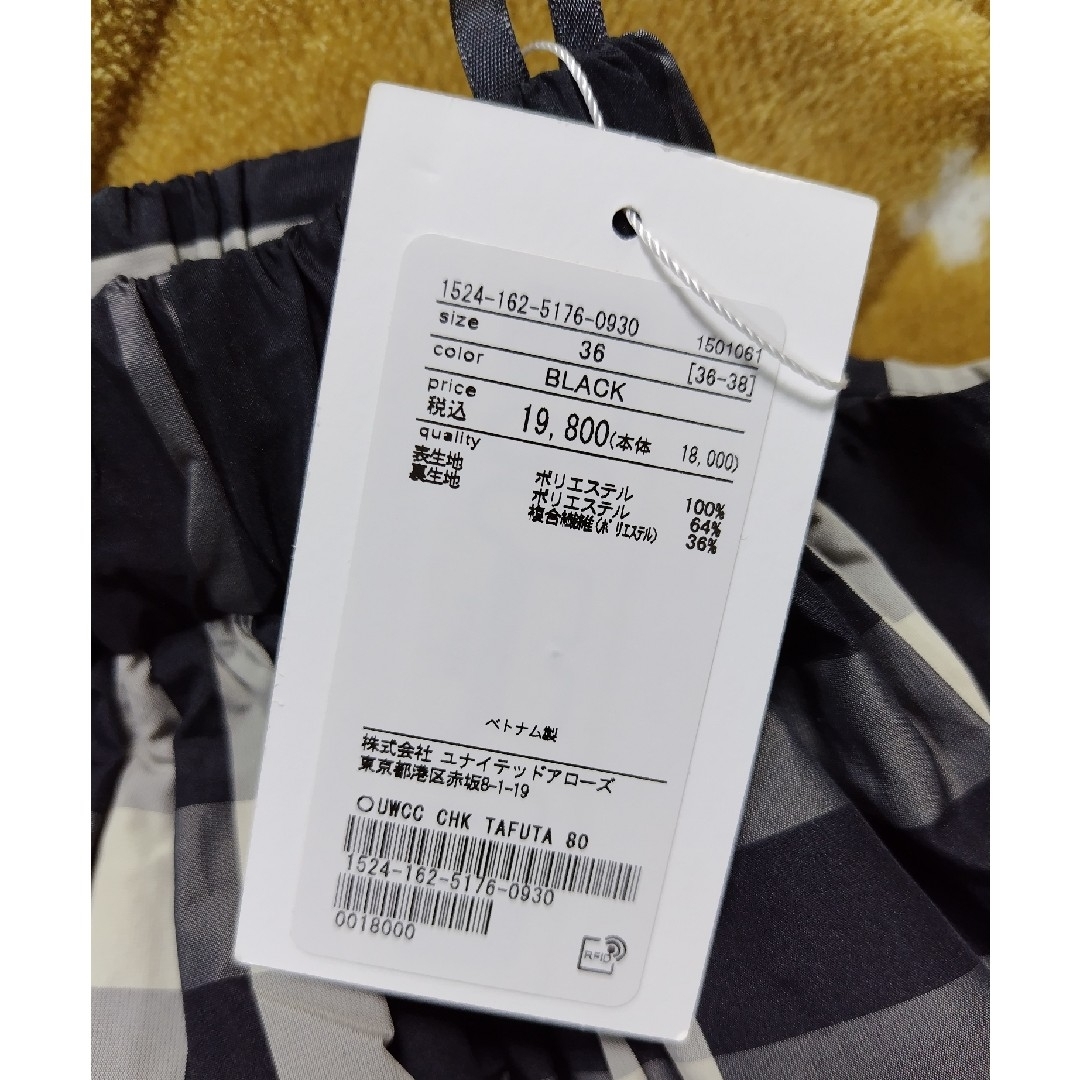 1524-162-5176-0930
size 1501061
36 [36-38]
color BLACK
price
税込 19,800(本体 18,000)
quality
表生地 ポリエステル 100%
裏生地 ポリエステル 64%
複合繊維(ポリエステル) 36%
ベトナム製
株式会社 ユナイテッドアローズ
東京都港区赤坂8-1-19
○UWCC CHK TAFUTA 80
1524-162-5176-0930
0018000
RFID